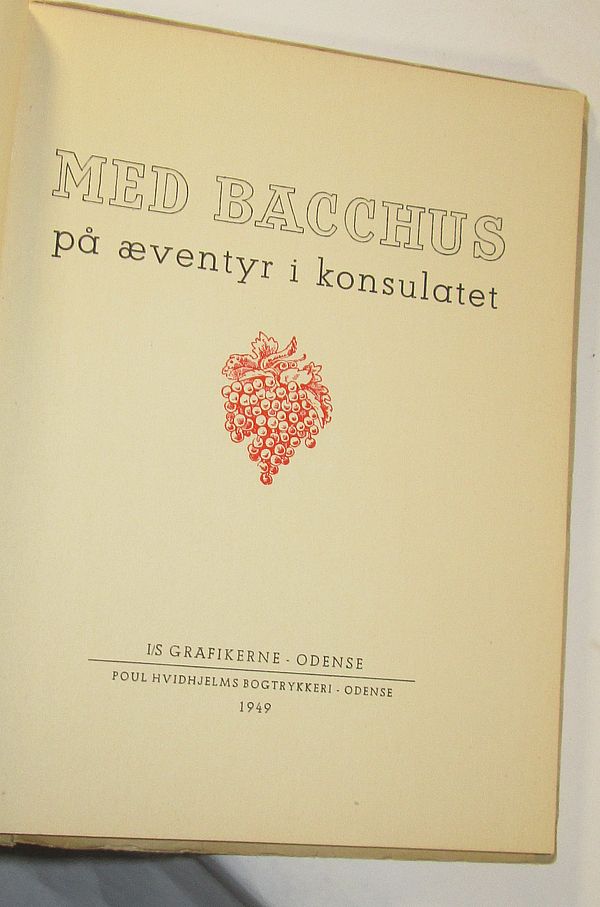 MED BACCHUS
på æventyr i konsulatet
I/S GRAFIKERNE - ODENSE
POUL HVIDHJELMS BOGTRYKKERI - ODENSE
1949